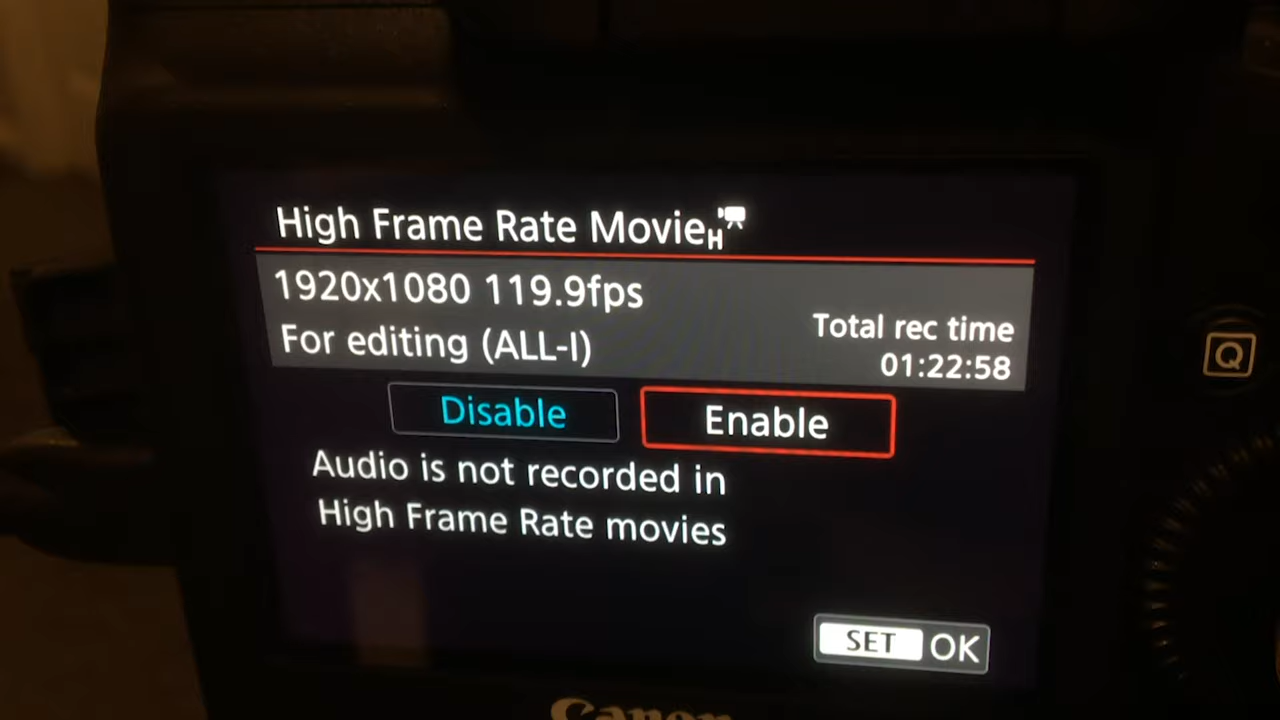 High Frame Rate Movie H
1920x1080 119.9fps
For editing (ALL-I)
Total rec time
01:22:58
Disable
Enable
Audio is not recorded in
High Frame Rate movies
SET OK
Q
Canon